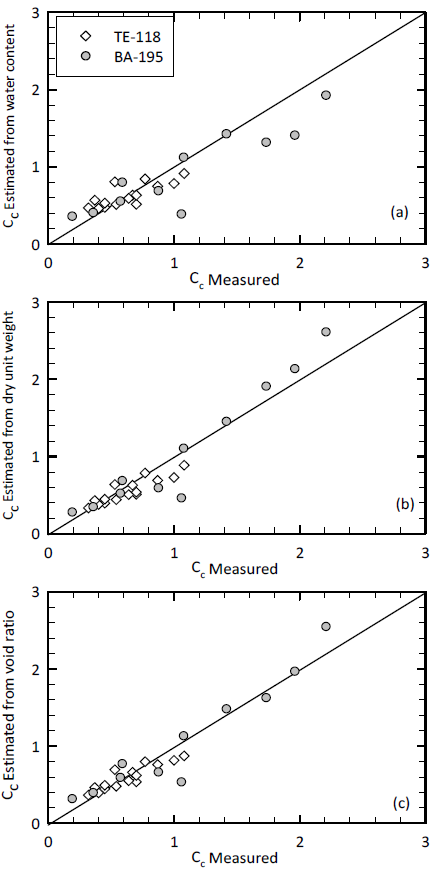 3
TE-118
BA-195
2
1
0
(a)
0
1
2
3
C_c Measured
C_c Estimated from water content
3
2
1
0
(b)
0
1
2
3
C_c Measured
C_c Estimated from dry unit weight
3
2
1
0
(c)
0
1
2
3
C_c Measured
C_c Estimated from void ratio